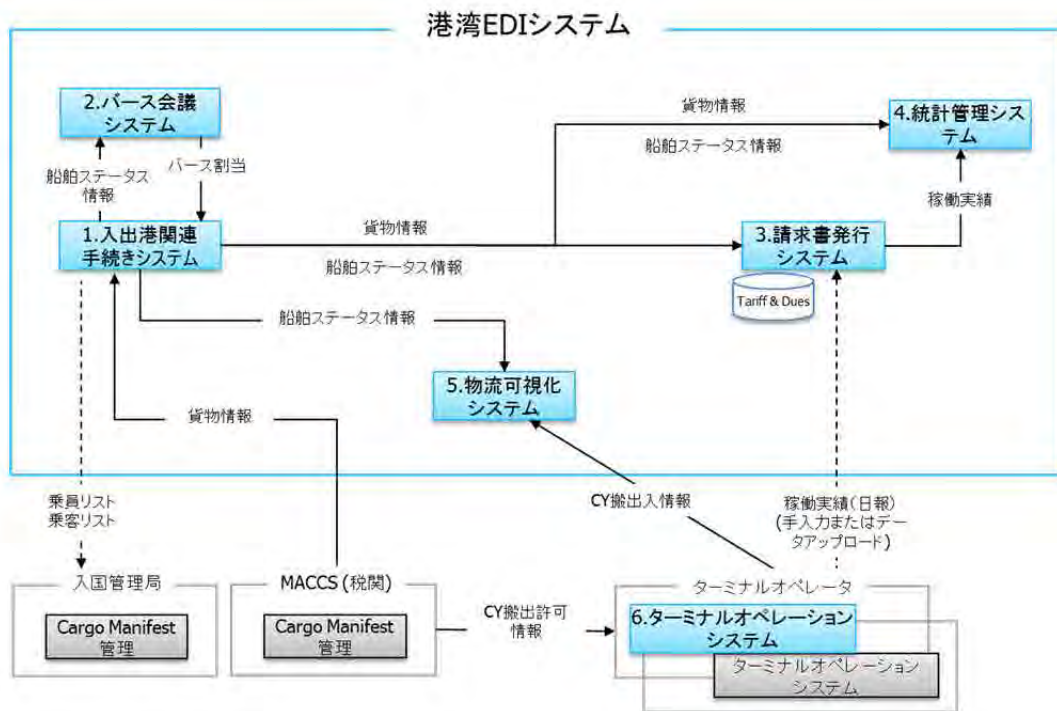 港湾EDIシステム
2.バース会議
システム
貨物情報
4.統計管理シス
テム
船舶ステータス情報
船舶ステータス
情報
バース割当
稼働実績
1.入出港関連
手続きシステム
貨物情報
3.請求書発行
システム
船舶ステータス情報
Tariff & Dues
船舶ステータス情報
5.物流可視化
システム
貨物情報
乗員リスト
乗客リスト
CY搬出入情報
稼働実績(日報)
(手入力またはデー
タアップロード)
入国管理局
MACCS (税関)
ターミナルオペレータ
Cargo Manifest
管理
Cargo Manifest
管理
CY搬出許可
情報
6.ターミナルオペレーション
システム
ターミナルオペレーション
システム